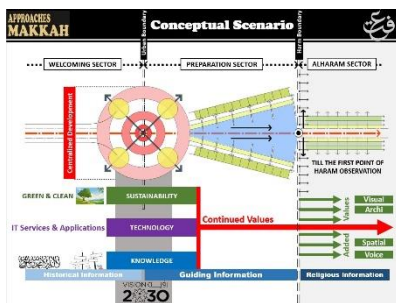 APPROACHES
MAKKAH
Conceptual Scenario
Urban Boundary
Haram Boundary
WELCOMING SECTOR
PREPARATION SECTOR
ALHARAM SECTOR
Centralized Development
TILL THE FIRST POINT OF
HARAM OBSERVATION
GREEN & CLEAN
SUSTAINABILITY
IT Services & Applications
TECHNOLOGY
KNOWLEDGE
Continued Values
Values
Added
Visual
Archi
Spatial
Voice
Historical Information
Guiding Information
Religious Information
VISION
2030